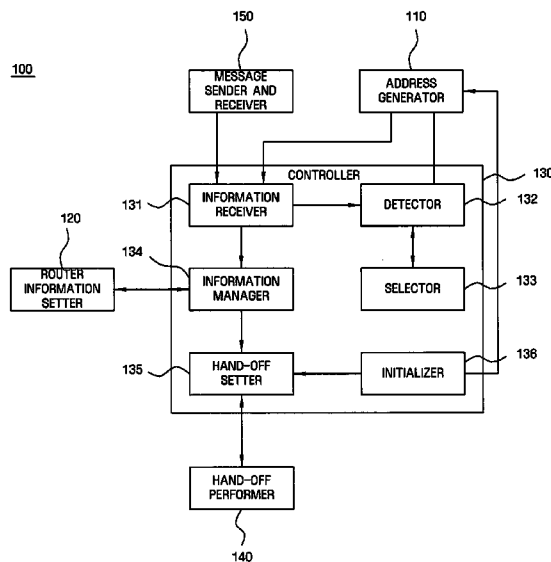 150
110
100
MESSAGE
SENDER AND
RECEIVER
ADDRESS
GENERATOR
CONTROLLER
130
131
INFORMATION
RECEIVER
DETECTOR
132
120
134
ROUTER
INFORMATION
SETTER
INFORMATION
MANAGER
SELECTOR
133
135
HAND-OFF
SETTER
INITIALIZER
136
HAND-OFF
PERFORMER
140